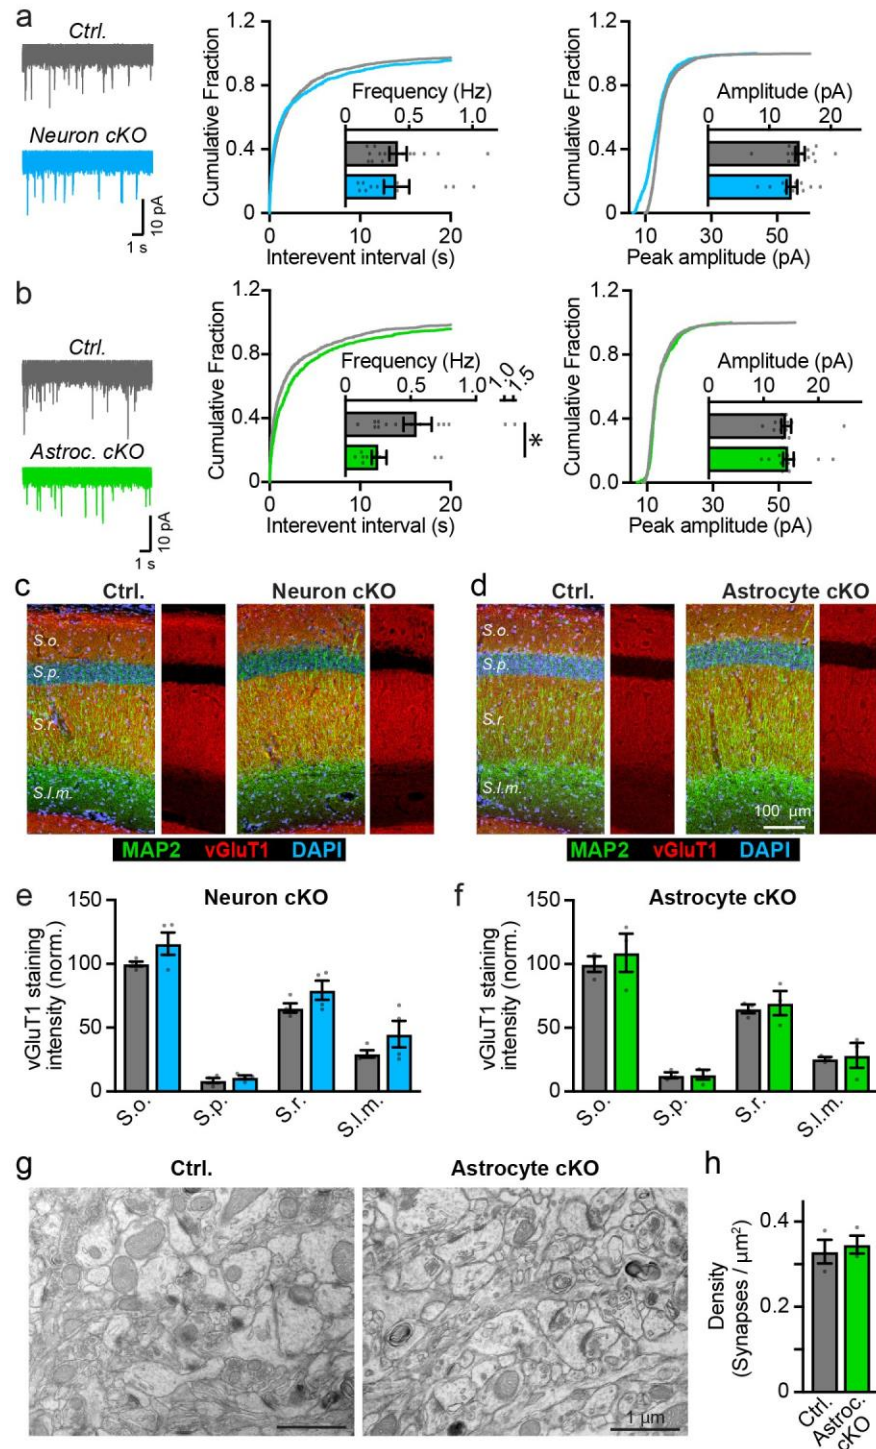 a
Ctrl.
Neuron cKO
10 pA
1 s
Cumulative Fraction
1.2
0.8
0.4
0
Frequency (Hz)
0 0.5 1.0
0 10 20
Interevent interval (s)
Cumulative Fraction
1.2
0.8
0.4
0
Amplitude (pA)
0 10 20
10 30 50
Peak amplitude (pA)
b
Ctrl.
Astroc. cKO
10 pA
1 s
Cumulative Fraction
1.2
0.8
0.4
0
Frequency (Hz)
0 0.5 1.0 1.0 1.5
*
0 10 20
Interevent interval (s)
Cumulative Fraction
1.2
0.8
0.4
0.0
Amplitude (pA)
0 10 20
10 30 50
Peak amplitude (pA)
c
Ctrl. Neuron cKO
S.o.
S.p.
S.r.
S.l.m.
MAP2 vGluT1 DAPI
d
Ctrl. Astrocyte cKO
S.o.
S.p.
S.r.
S.l.m.
100 µm
MAP2 vGluT1 DAPI
e
Neuron cKO
vGluT1 staining
intensity (norm.)
150
100
50
0
S.o. S.p. S.r. S.l.m.
f
Astrocyte cKO
vGluT1 staining
intensity (norm.)
150
100
50
0
S.o. S.p. S.r. S.l.m.
g
Ctrl. Astrocyte cKO
1 µm
h
Density
(Synapses / µm²)
0.4
0.2
0
Ctrl.
Astroc.
cKO